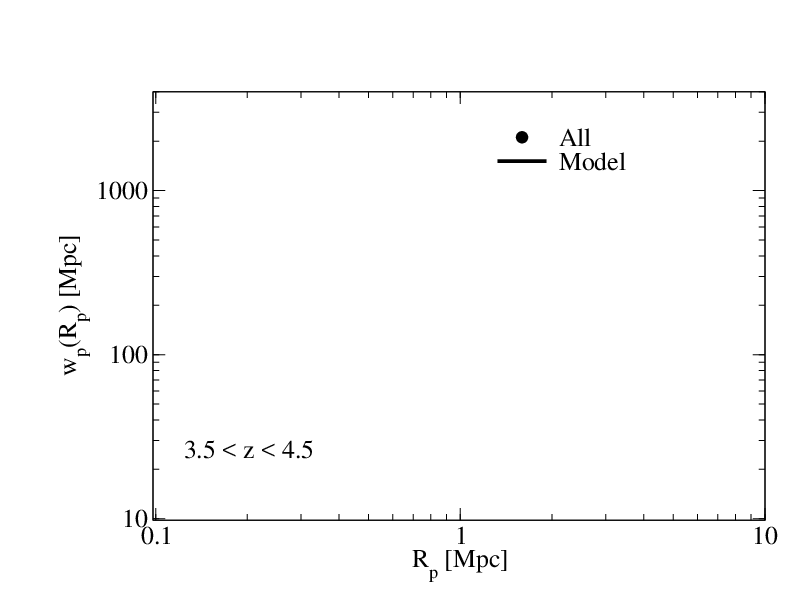 All
Model
1000
100
10
w_p(R_p) [Mpc]
3.5 < z < 4.5
0.1 1 10
R_p [Mpc]